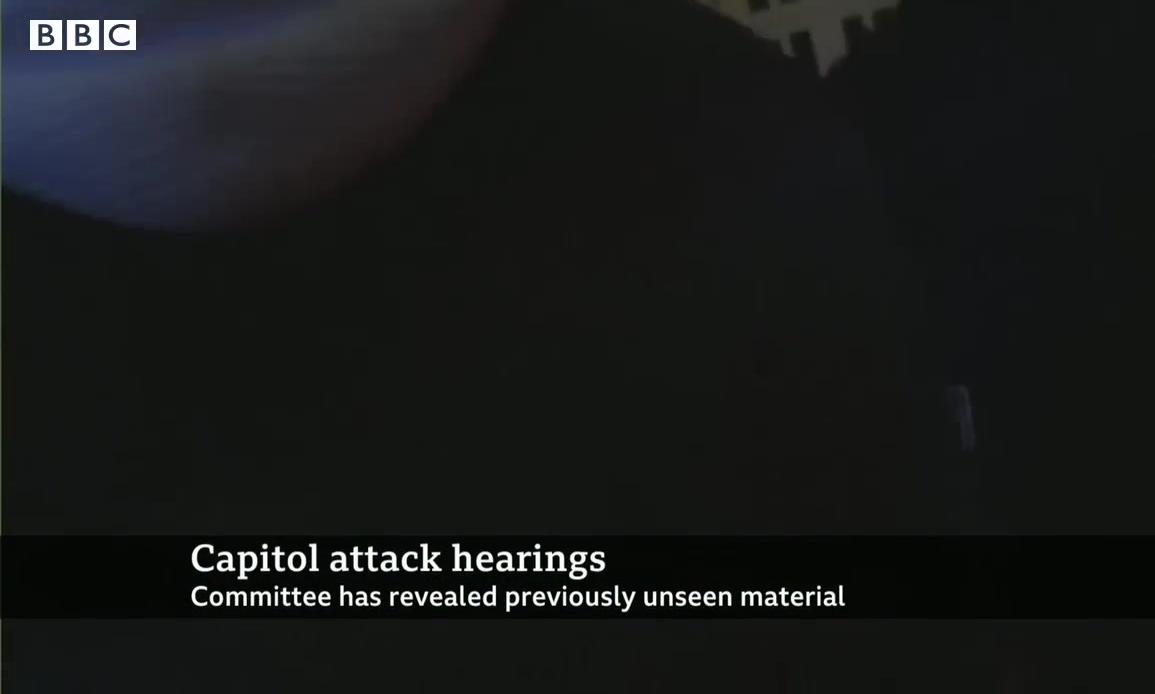 BBC
Capitol attack hearings
Committee has revealed previously unseen material